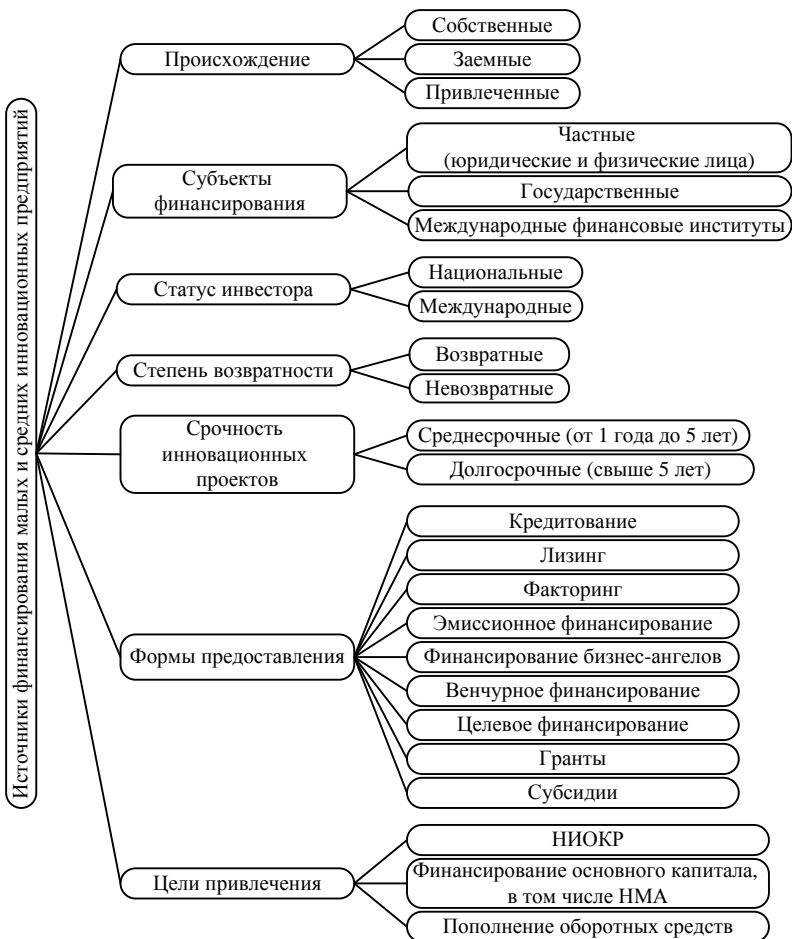 Источники финансирования малых и средних инновационных предприятий
Происхождение
Собственные
Заемные
Привлеченные
Субъекты
финансирования
Частные
(юридические и физические лица)
Государственные
Международные финансовые институты
Статус инвестора
Национальные
Международные
Степень возвратности
Возвратные
Невозвратные
Срочность
инновационных
проектов
Среднесрочные (от 1 года до 5 лет)
Долгосрочные (свыше 5 лет)
Формы предоставления
Кредитование
Лизинг
Факторинг
Эмиссионное финансирование
Финансирование бизнес-ангелов
Венчурное финансирование
Целевое финансирование
Гранты
Субсидии
Цели привлечения
НИОКР
Финансирование основного капитала,
в том числе НМА
Пополнение оборотных средств